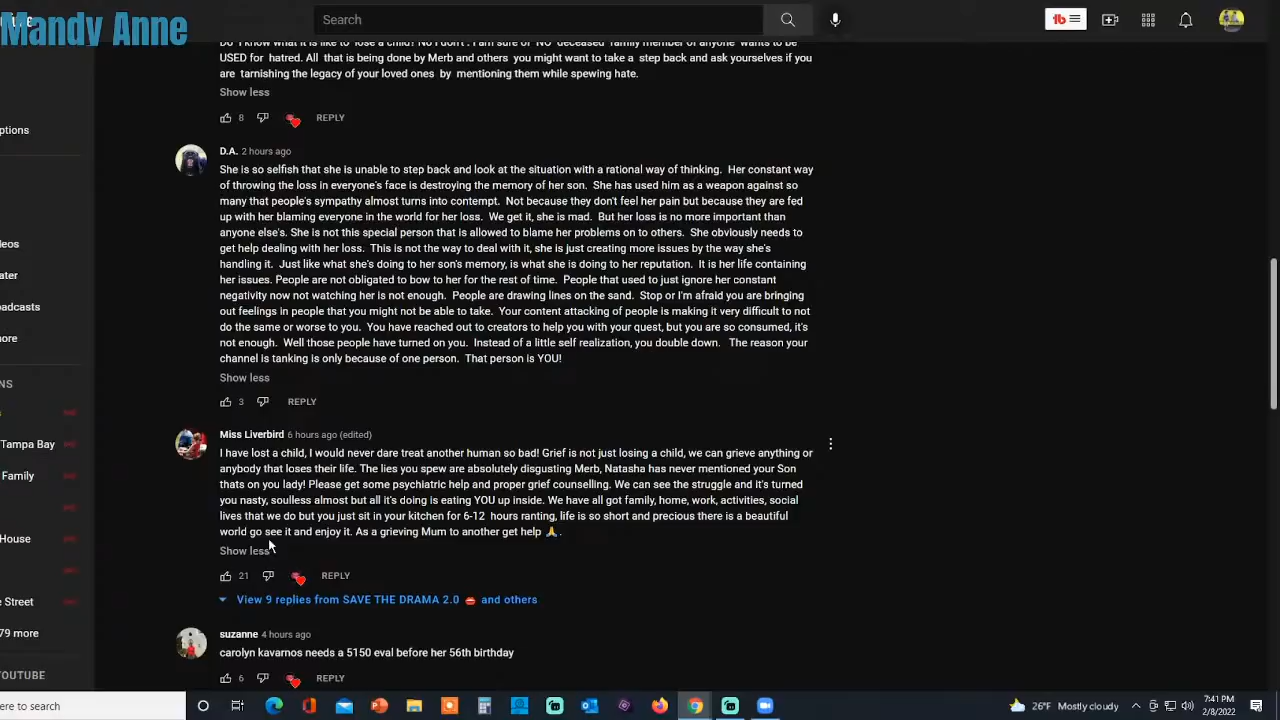 Mandy Anne
Search
Do I know what it is like to lose a child? No I don't . I am sure of NO deceased family member of anyone wants to be
USED for hatred. All that is being done by Merb and others you might want to take a step back and ask yourselves if you
are tarnishing the legacy of your loved ones by mentioning them while spewing hate.
Show less
8 REPLY
ptions
D.A. 2 hours ago
She is so selfish that she is unable to step back and look at the situation with a rational way of thinking. Her constant way
of throwing the loss in everyone's face is destroying the memory of her son. She has used him as a weapon against so
many that people's sympathy almost turns into contempt. Not because they don't feel her pain but because they are fed
up with her blaming everyone in the world for her loss. We get it, she is mad. But her loss is no more important than
anyone else's. She is not this special person that is allowed to blame her problems on to others. She obviously needs to
get help dealing with her loss. This is not the way to deal with it, she is just creating more issues by the way she's
handling it. Just like what she's doing to her son's memory, is what she is doing to her reputation. It is her life containing
her issues. People are not obligated to bow to her for the rest of time. People that used to just ignore her constant
negativity now not watching her is not enough. People are drawing lines on the sand. Stop or I'm afraid you are bringing
out feelings in people that you might not be able to take. Your content attacking of people is making it very difficult to not
do the same or worse to you. You have reached out to creators to help you with your quest, but you are so consumed, it's
not enough. Well those people have turned on you. Instead of a little self realization, you double down. The reason your
channel is tanking is only because of one person. That person is YOU!
Show less
3 REPLY
eos
ater
oadcasts
ore
NS
Tampa Bay
Family
House
e Street
79 more
OUTUBE
Miss Liverbird 6 hours ago (edited)
I have lost a child, I would never dare treat another human so bad! Grief is not just losing a child, we can grieve anything or
anybody that loses their life. The lies you spew are absolutely disgusting Merb, Natasha has never mentioned your Son
thats on you lady! Please get some psychiatric help and proper grief counselling. We can see the struggle and it's turned
you nasty, soulless almost but all it's doing is eating YOU up inside. We have all got family, home, work, activities, social
lives that we do but you just sit in your kitchen for 6-12 hours ranting, life is so short and precious there is a beautiful
world go see it and enjoy it. As a grieving Mum to another get help 🙏.
Show less
21 REPLY
View 9 replies from SAVE THE DRAMA 2.0 👄 and others
suzanne 4 hours ago
carolyn kavarnos needs a 5150 eval before her 56th birthday
6 REPLY
ere to search
26°F Mostly cloudy
7:41 PM
2/8/2022